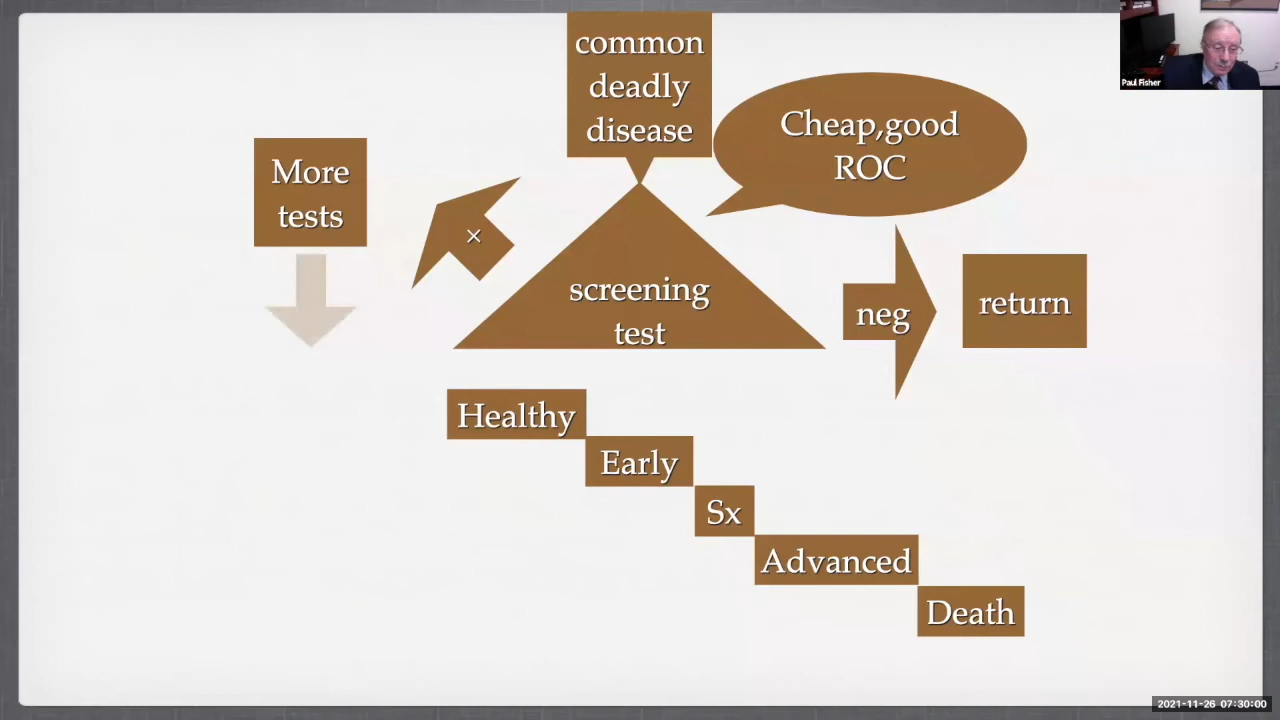 common
deadly
disease
Cheap,good
ROC
More
tests
×
screening
test
neg
return
Healthy
Early
Sx
Advanced
Death
Paul Fisher
2021-11-26 07:30:00